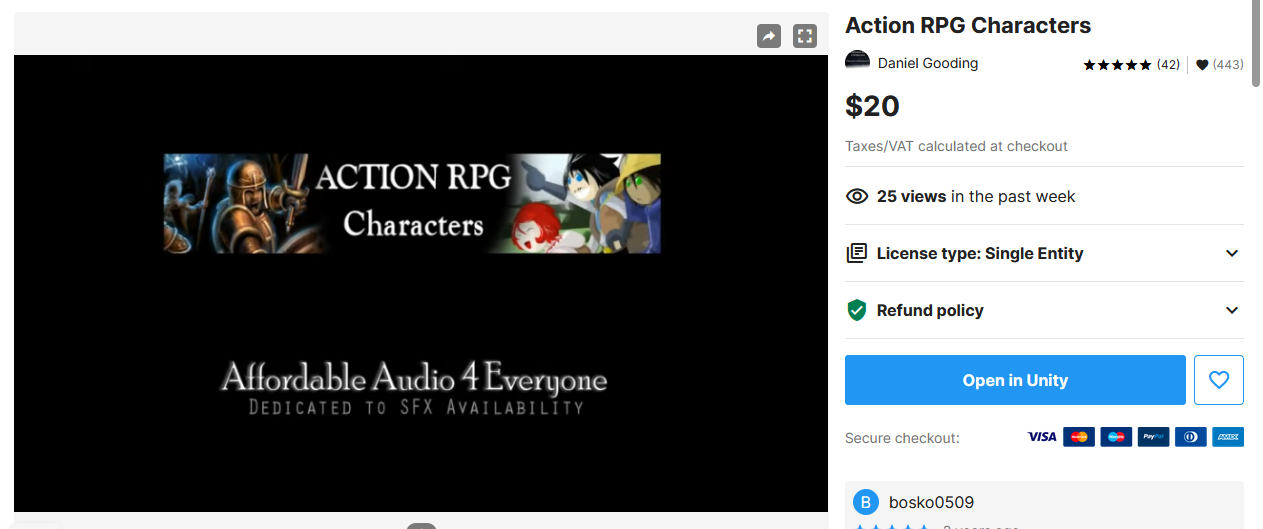 ACTION RPG
Characters
Affordable Audio 4 Everyone
DEDICATED TO SFX AVAILABILITY
Action RPG Characters
Daniel Gooding
(42)
(443)
$20
Taxes/VAT calculated at checkout
25 views in the past week
License type: Single Entity
Refund policy
Open in Unity
Secure checkout:
VISA
PayPal
AMEX
B
bosko0509